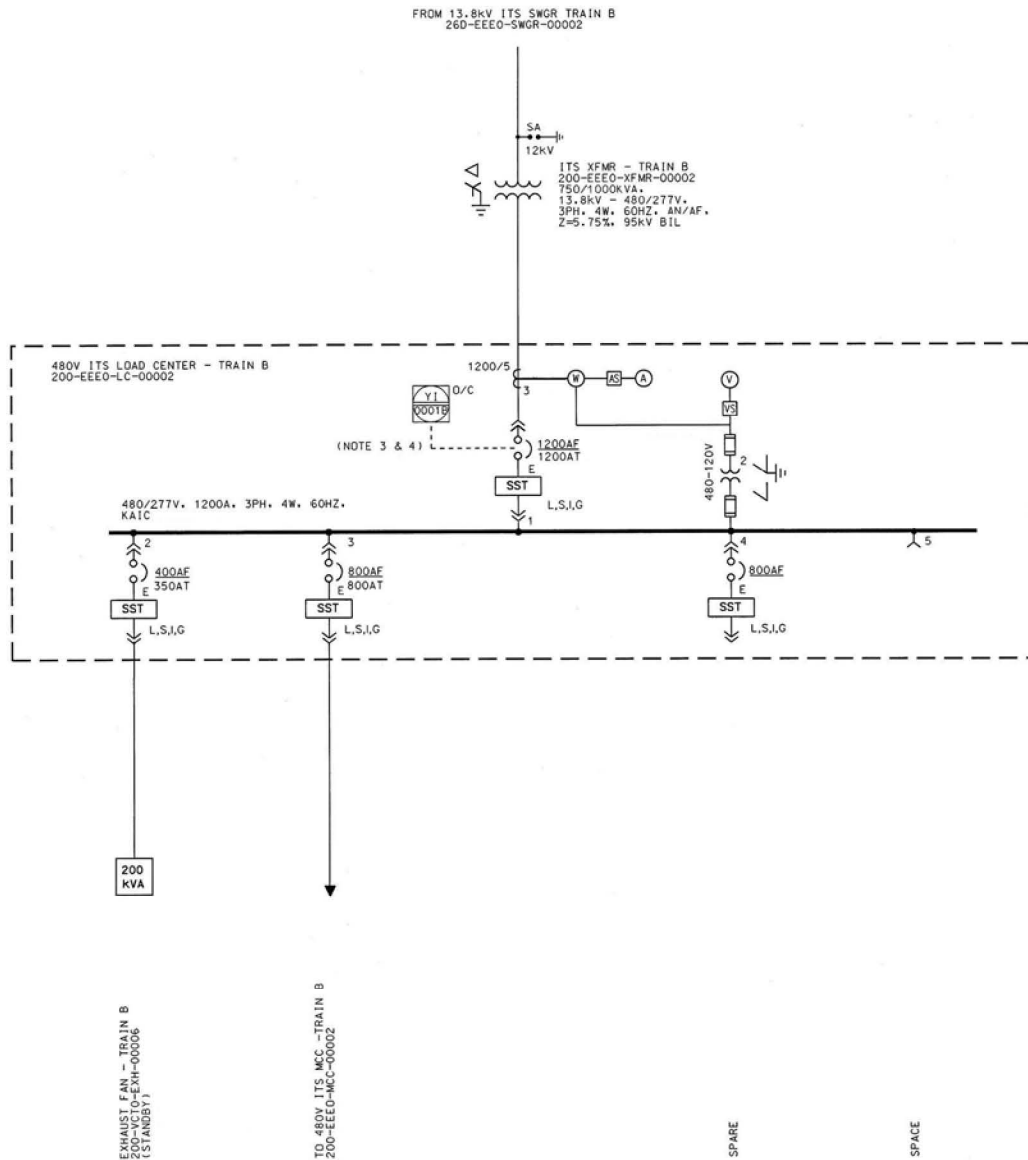 FROM 13.8kV ITS SWGR TRAIN B
26D-EEE0-SWGR-00002
SA
12kV
ITS XFMR - TRAIN B
200-EEE0-XFMR-00002
750/1000KVA,
13.8kV - 480/277V,
3PH, 4W, 60HZ, AN/AF,
Z=5.75%, 95kV BIL
480V ITS LOAD CENTER - TRAIN B
200-EEE0-LC-00002
1200/5
3
W
AS
A
V
VS
YI
0001B
O/C
(NOTE 3 & 4)
1200AF
1200AT
E
SST
L,S,I,G
1
480-120V
2
480/277V, 1200A, 3PH, 4W, 60HZ,
KAIC
2
400AF
350AT
E
SST
L,S,I,G
3
800AF
800AT
E
SST
L,S,I,G
4
800AF
E
SST
L,S,I,G
5
200
kVA
EXHAUST FAN - TRAIN B
200-VCT0-EXH-00006
(STANDBY)
TO 480V ITS MCC -TRAIN B
200-EEE0-MCC-00002
SPARE
SPACE